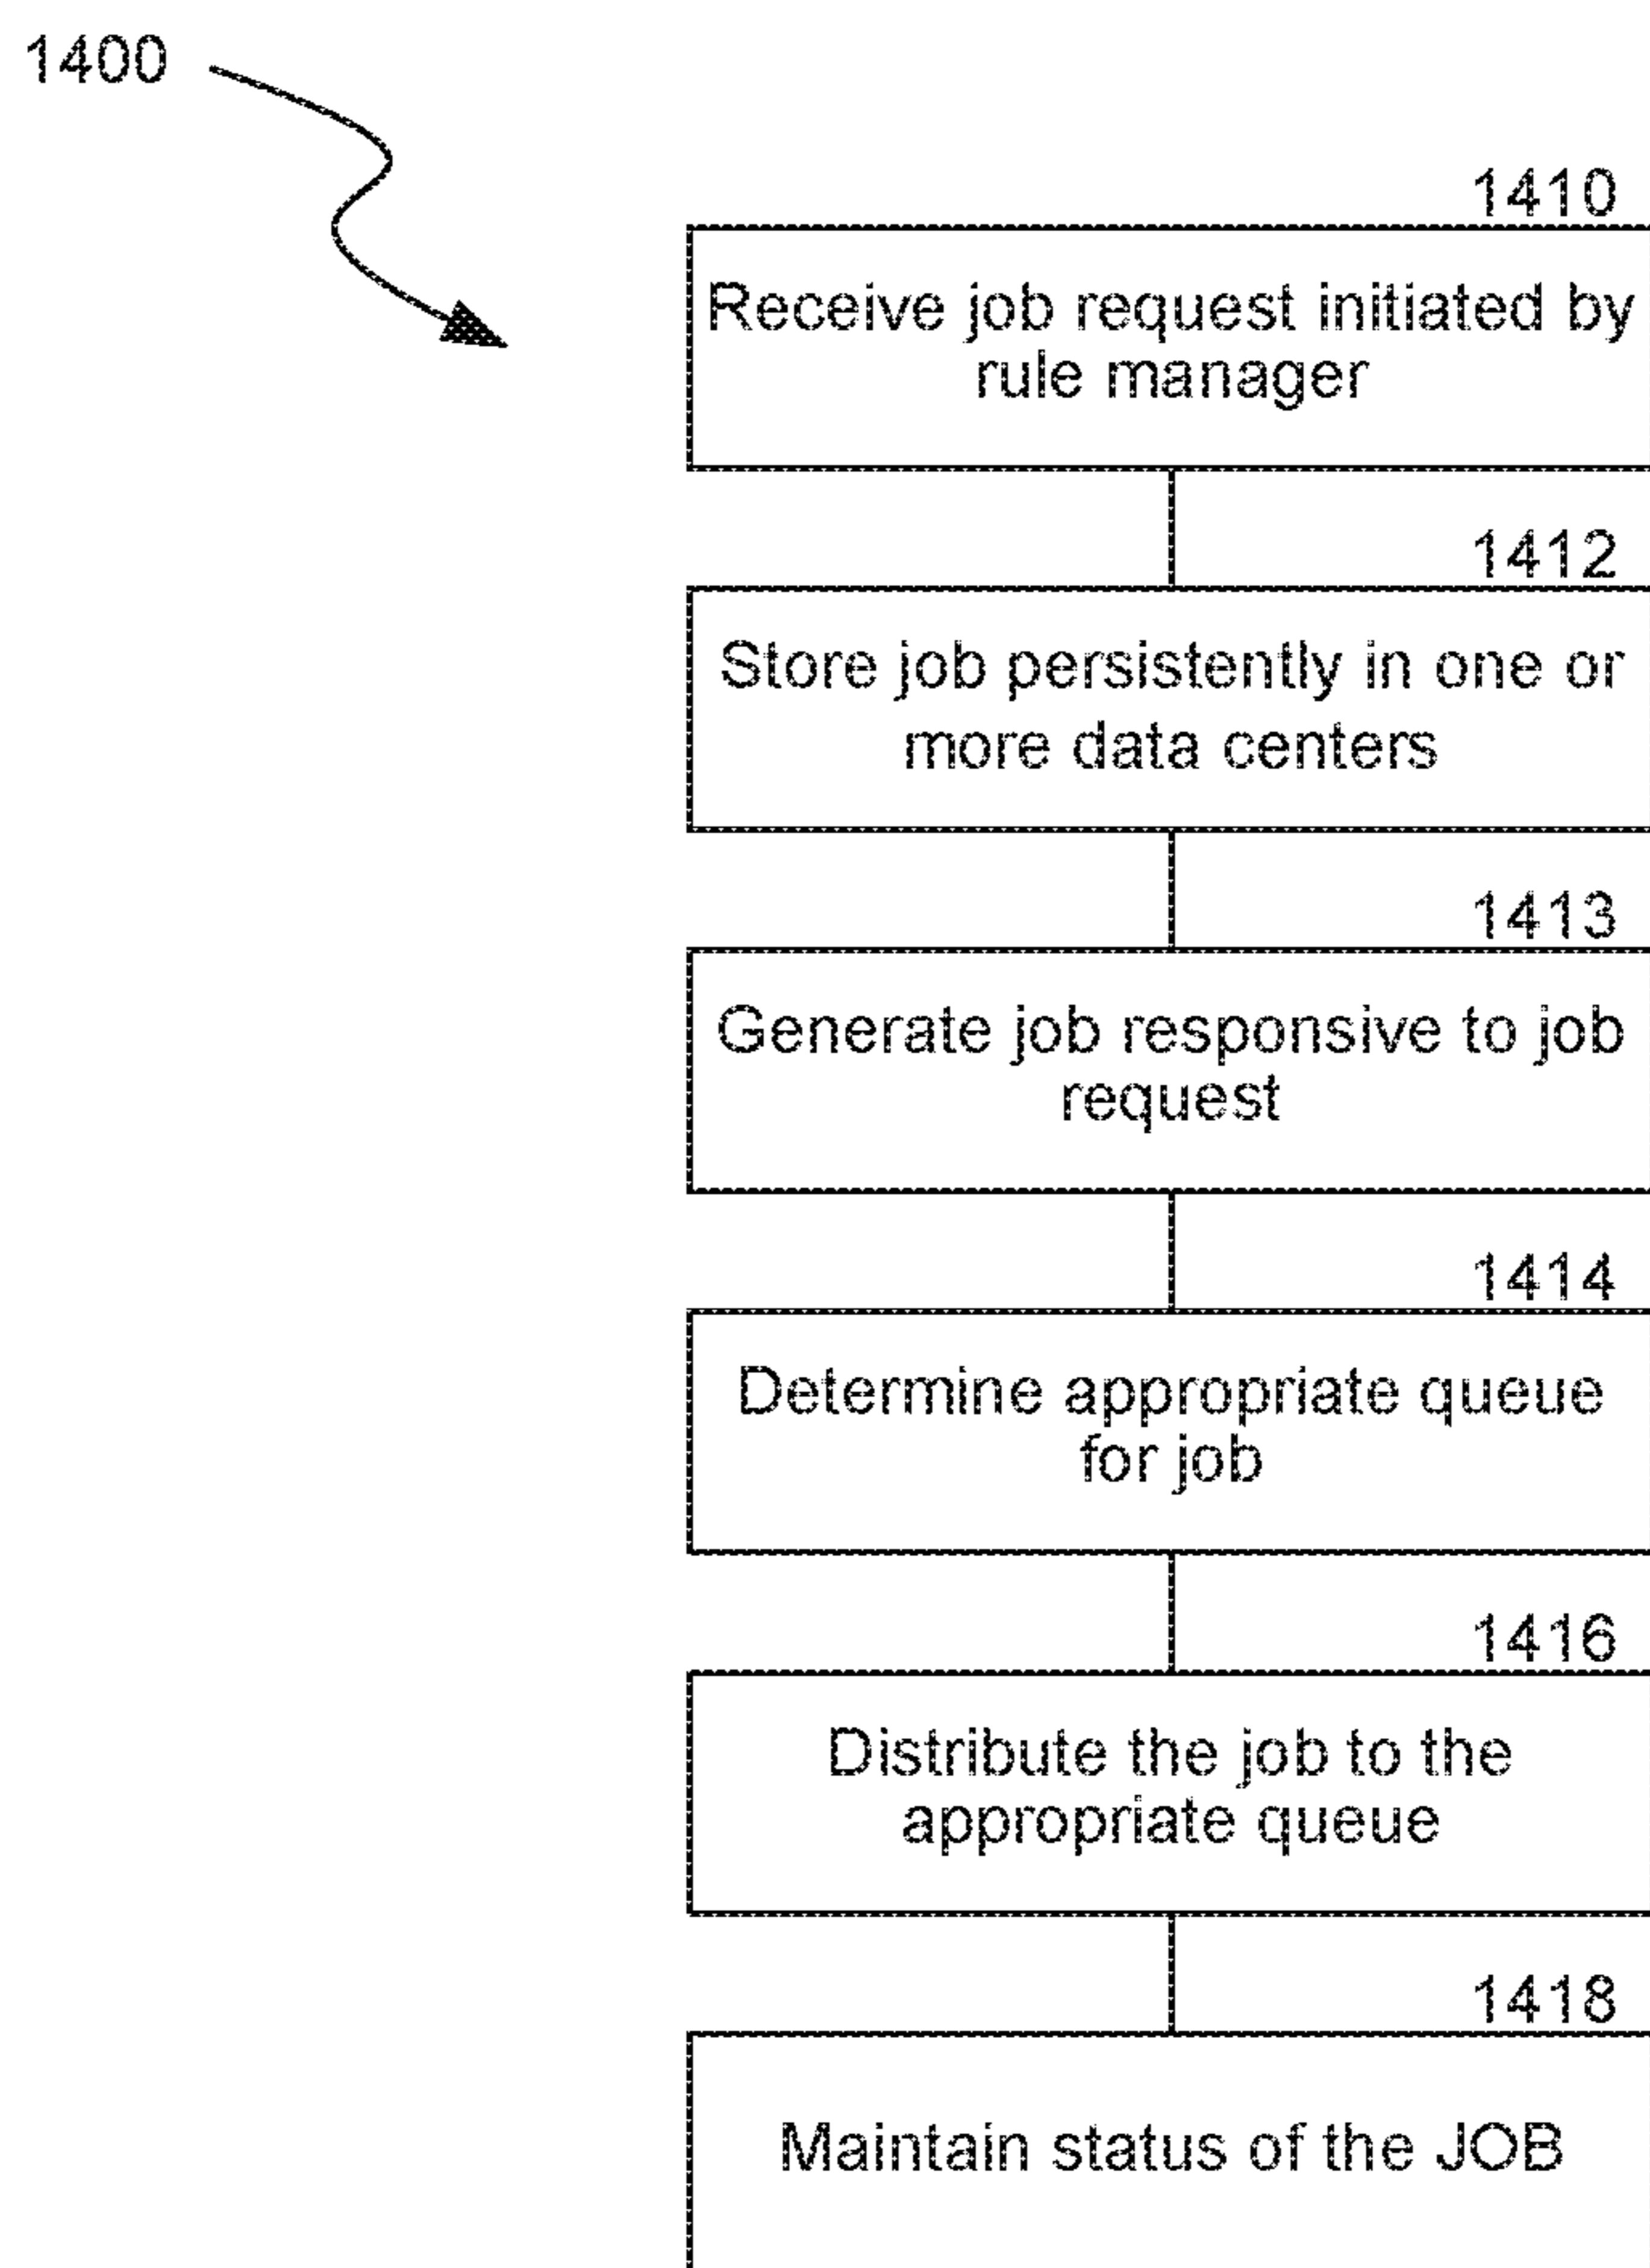 1400
1410
Receive job request initiated by
rule manager
1412
Store job persistently in one or
more data centers
1413
Generate job responsive to job
request
1414
Determine appropriate queue
for job
1416
Distribute the job to the
appropriate queue
1418
Maintain status of the JOB